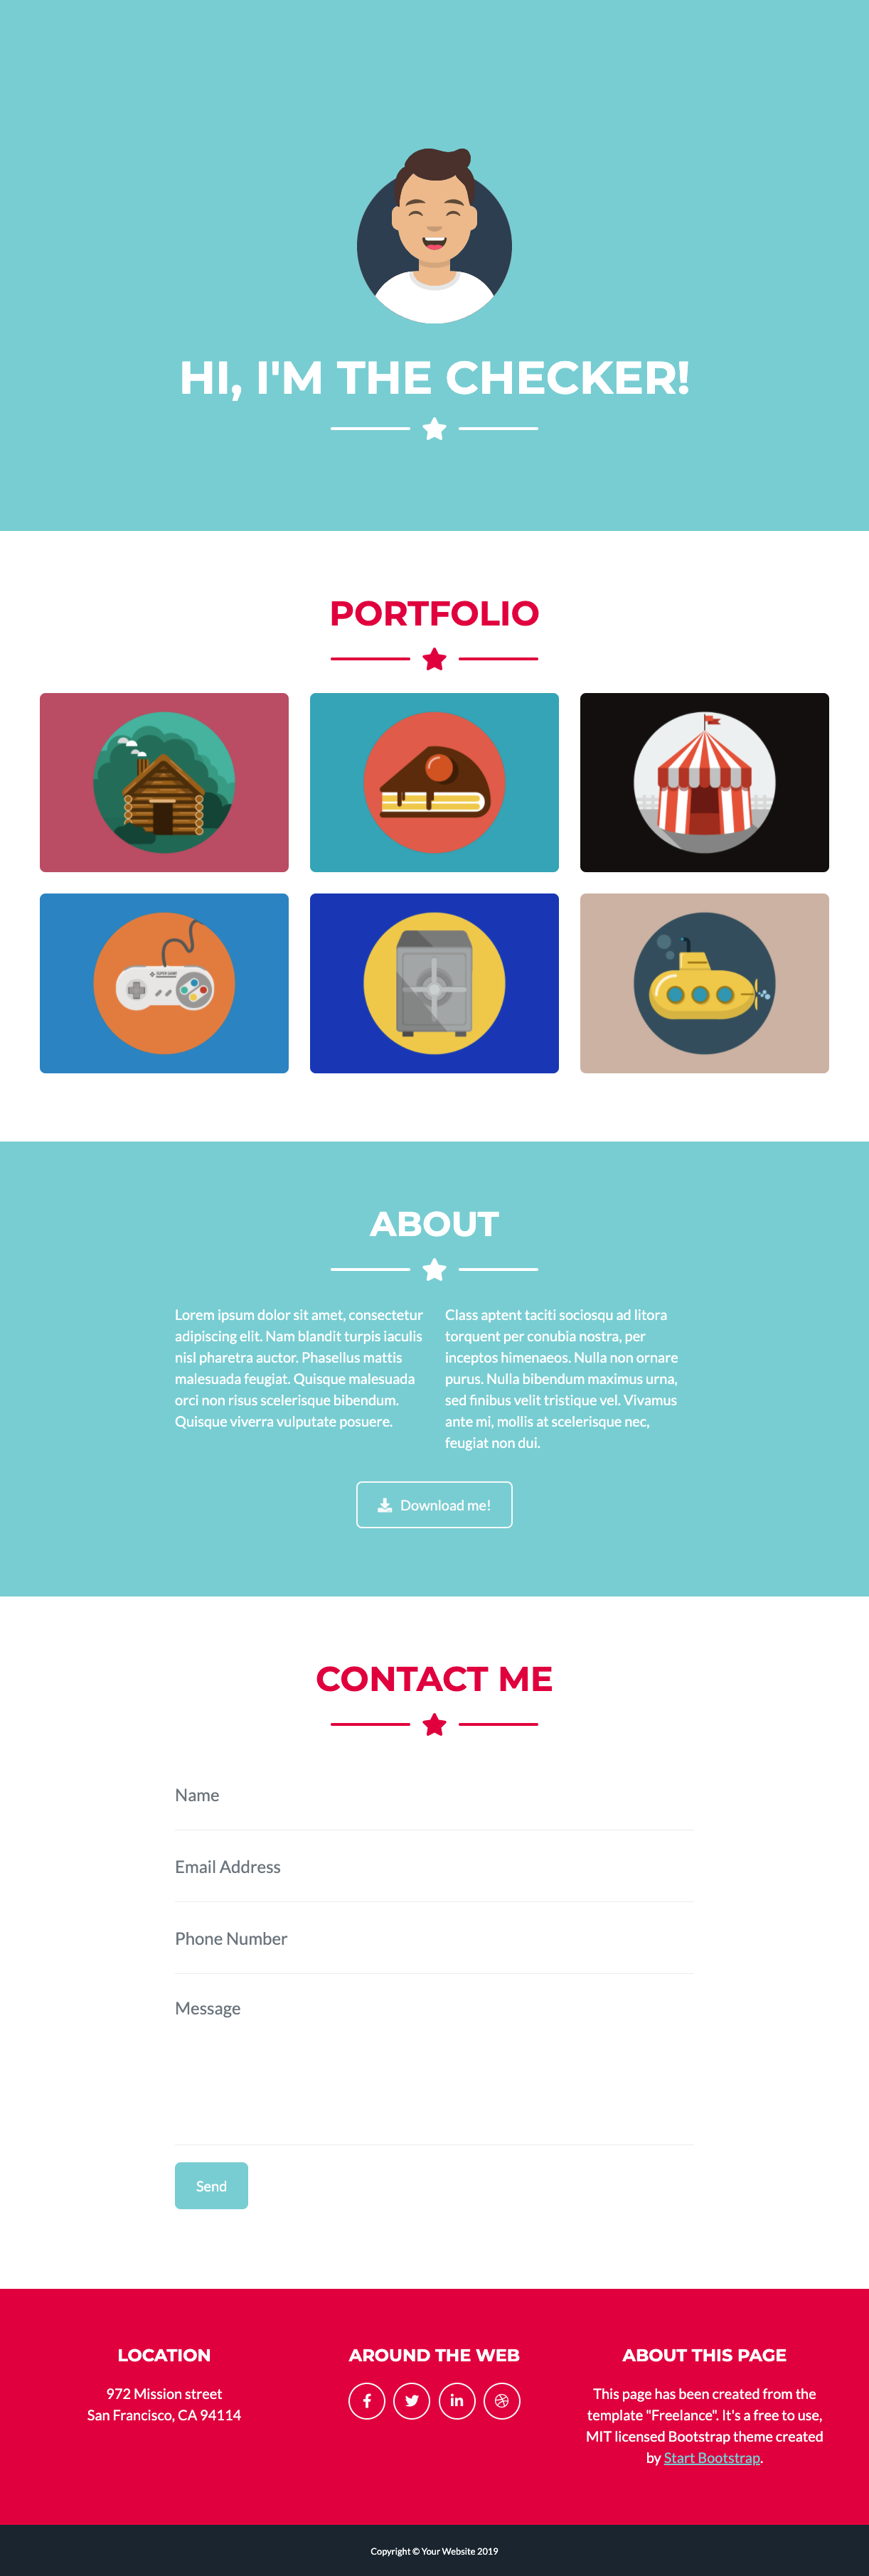 HI, I'M THE CHECKER!
PORTFOLIO
SUPER GAME
ABOUT
Lorem ipsum dolor sit amet, consectetur
adipiscing elit. Nam blandit turpis iaculis
nisl pharetra auctor. Phasellus mattis
malesuada feugiat. Quisque malesuada
orci non risus scelerisque bibendum.
Quisque viverra vulputate posuere.
Class aptent taciti sociosqu ad litora
torquent per conubia nostra, per
inceptos himenaeos. Nulla non ornare
purus. Nulla bibendum maximus urna,
sed finibus velit tristique vel. Vivamus
ante mi, mollis at scelerisque nec,
feugiat non dui.
Download me!
CONTACT ME
Name
Email Address
Phone Number
Message
Send
LOCATION
972 Mission street
San Francisco, CA 94114
AROUND THE WEB
ABOUT THIS PAGE
This page has been created from the
template "Freelance". It's a free to use,
MIT licensed Bootstrap theme created
by Start Bootstrap.
Copyright © Your Website 2019